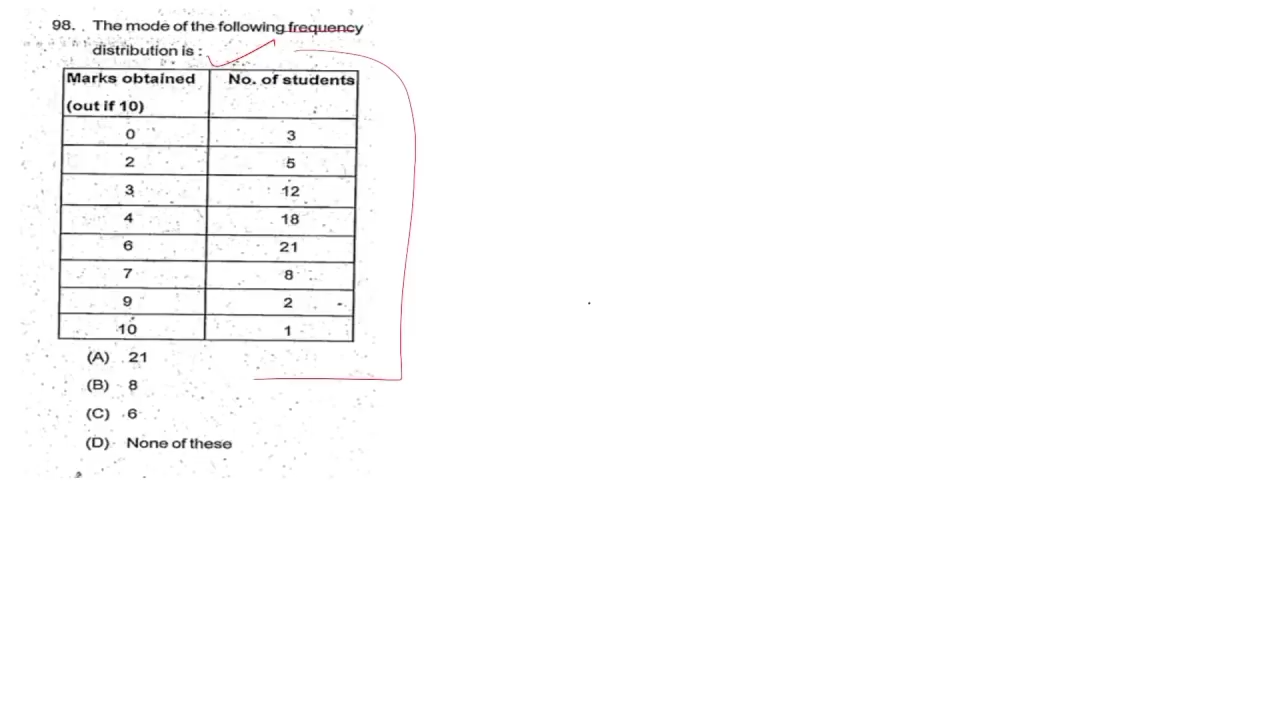 98. The mode of the following frequency
distribution is :
Marks obtained No. of students
(out if 10)
0 3
2 5
3 12
4 18
6 21
7 8
9 2
10 1
(A) 21
(B) 8
(C) 6
(D) None of these